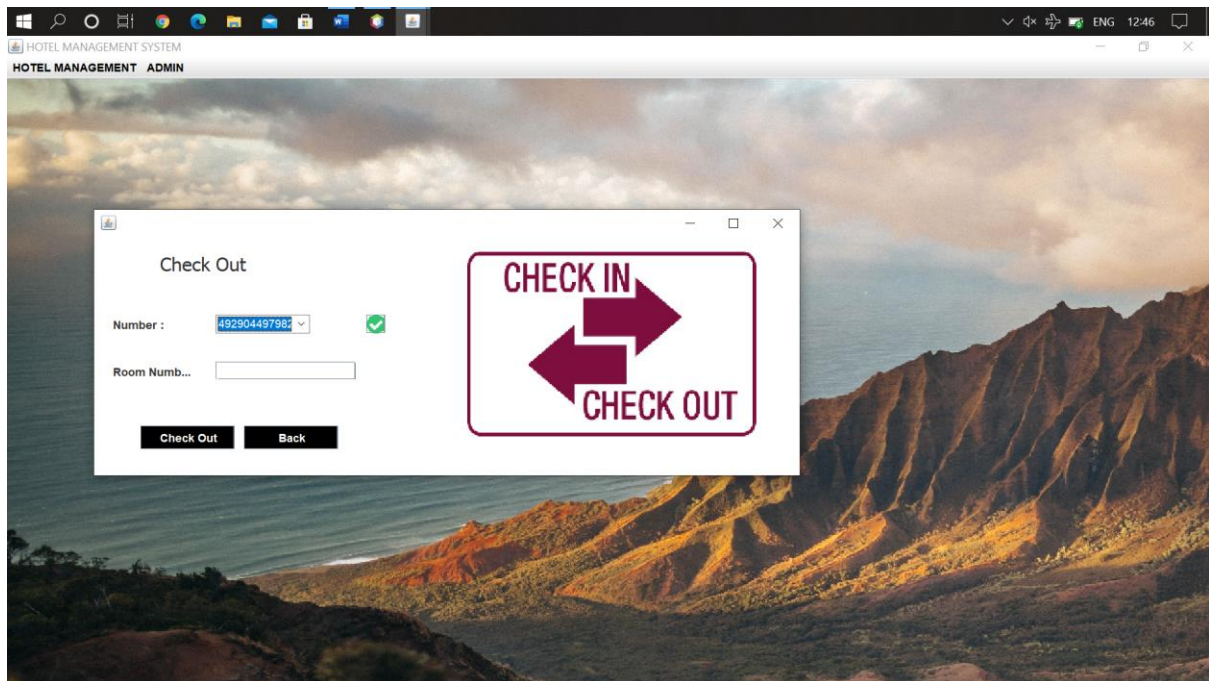 ENG 12:46
HOTEL MANAGEMENT SYSTEM
HOTEL MANAGEMENT ADMIN
Check Out
Number : 492904497982
Room Numb...
Check Out Back
CHECK IN
CHECK OUT